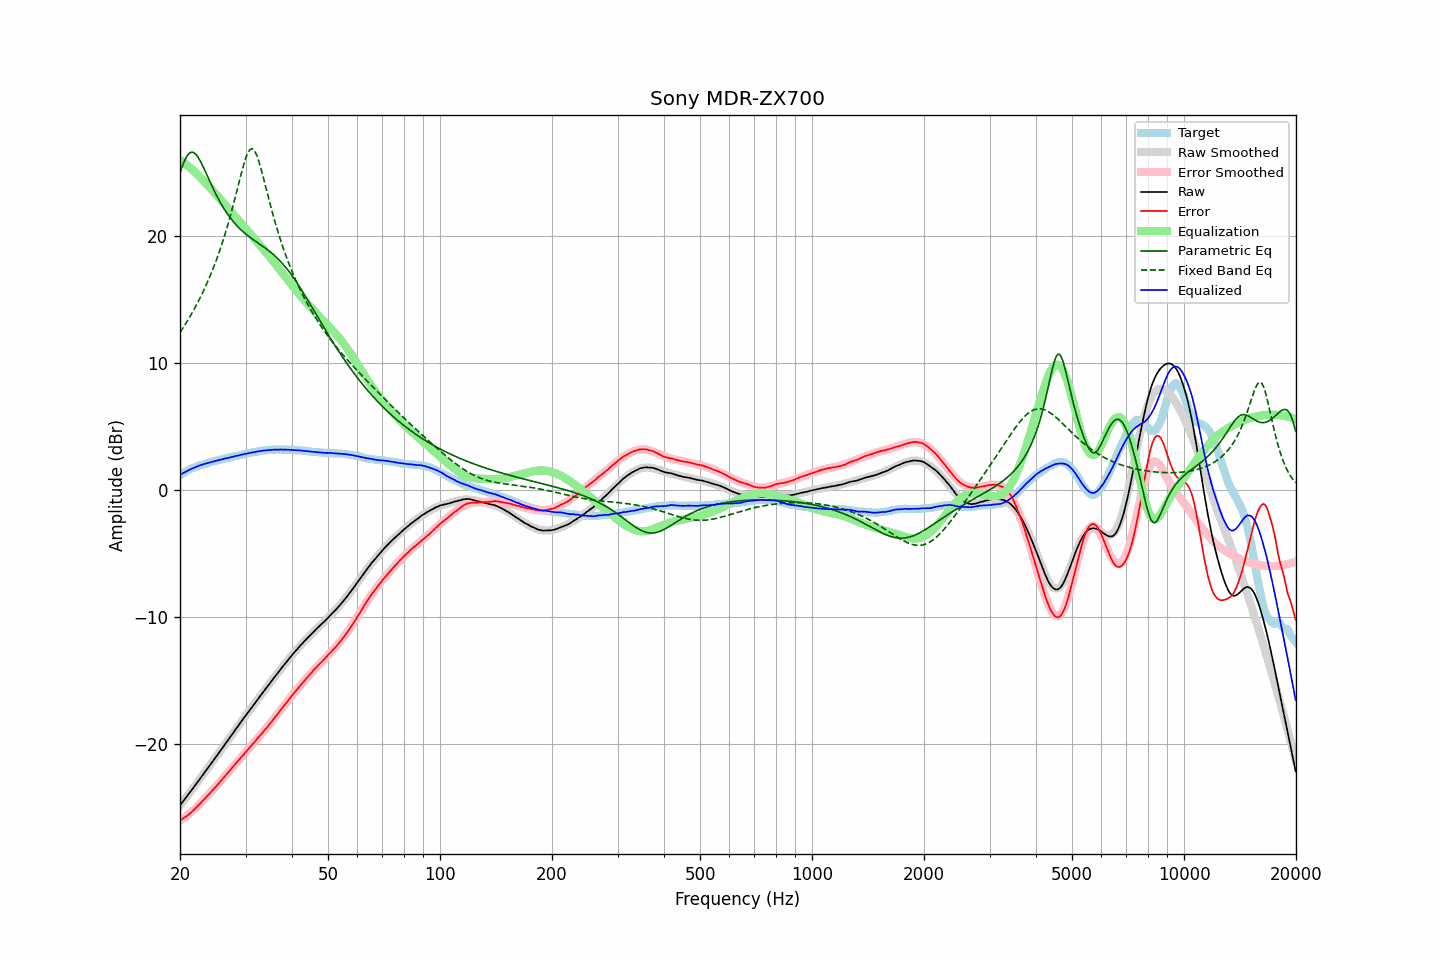 Sony MDR-ZX700
Target
Raw Smoothed
Error Smoothed
Raw
Error
Equalization
Parametric Eq
Fixed Band Eq
Equalized
Amplitude (dBr)
20
10
0
−10
−20
20 50 100 200 500 1000 2000 5000 10000 20000
Frequency (Hz)